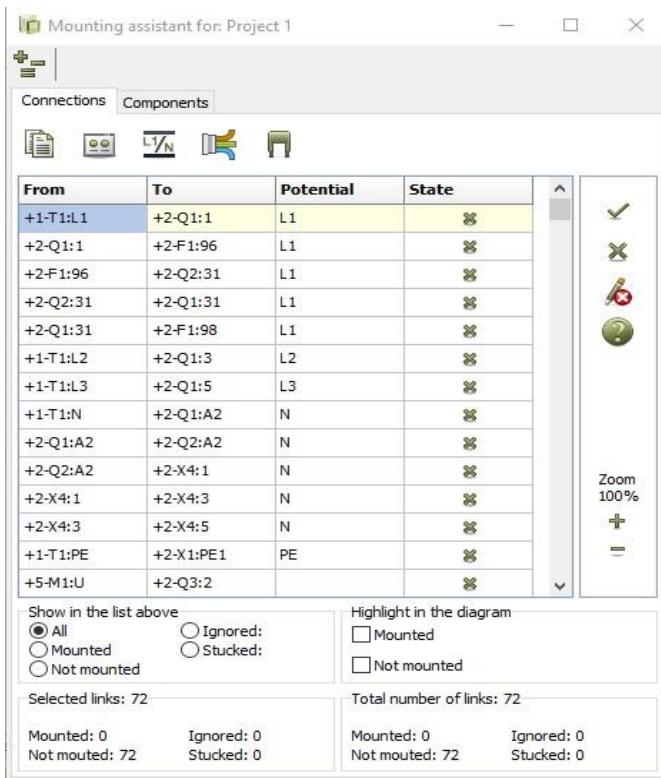 Mounting assistant for: Project 1
Connections Components
L1/N
From To Potential State
+1-T1:L1 +2-Q1:1 L1
+2-Q1:1 +2-F1:96 L1
+2-F1:96 +2-Q2:31 L1
+2-Q2:31 +2-Q1:31 L1
+2-Q1:31 +2-F1:98 L1
+1-T1:L2 +2-Q1:3 L2
+1-T1:L3 +2-Q1:5 L3
+1-T1:N +2-Q1:A2 N
+2-Q1:A2 +2-Q2:A2 N
+2-Q2:A2 +2-X4:1 N
+2-X4:1 +2-X4:3 N
+2-X4:3 +2-X4:5 N
+1-T1:PE +2-X1:PE1 PE
+5-M1:U +2-Q3:2
Zoom
100%
Show in the list above
All Ignored:
Mounted Stucked:
Not mounted
Highlight in the diagram
Mounted
Not mounted
Selected links: 72
Mounted: 0 Ignored: 0
Not mouted: 72 Stucked: 0
Total number of links: 72
Mounted: 0 Ignored: 0
Not mouted: 72 Stucked: 0